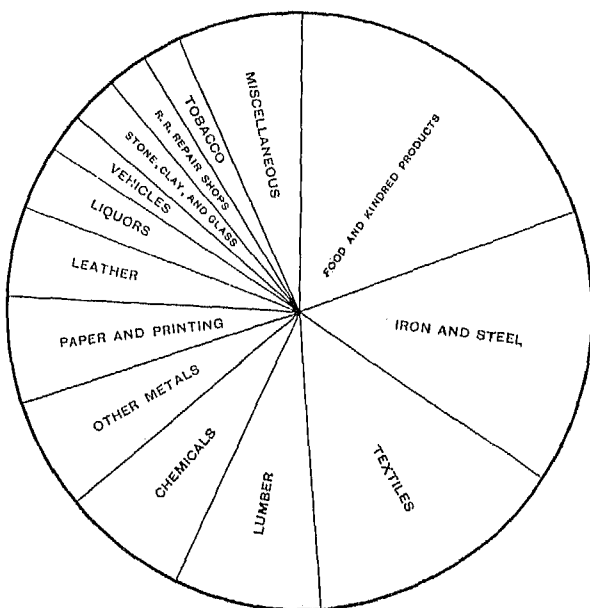 FOOD AND KINDRED PRODUCTS
IRON AND STEEL
TEXTILES
LUMBER
CHEMICALS
OTHER METALS
PAPER AND PRINTING
LEATHER
LIQUORS
VEHICLES
STONE, CLAY, AND GLASS
R. R. REPAIR SHOPS
TOBACCO
MISCELLANEOUS